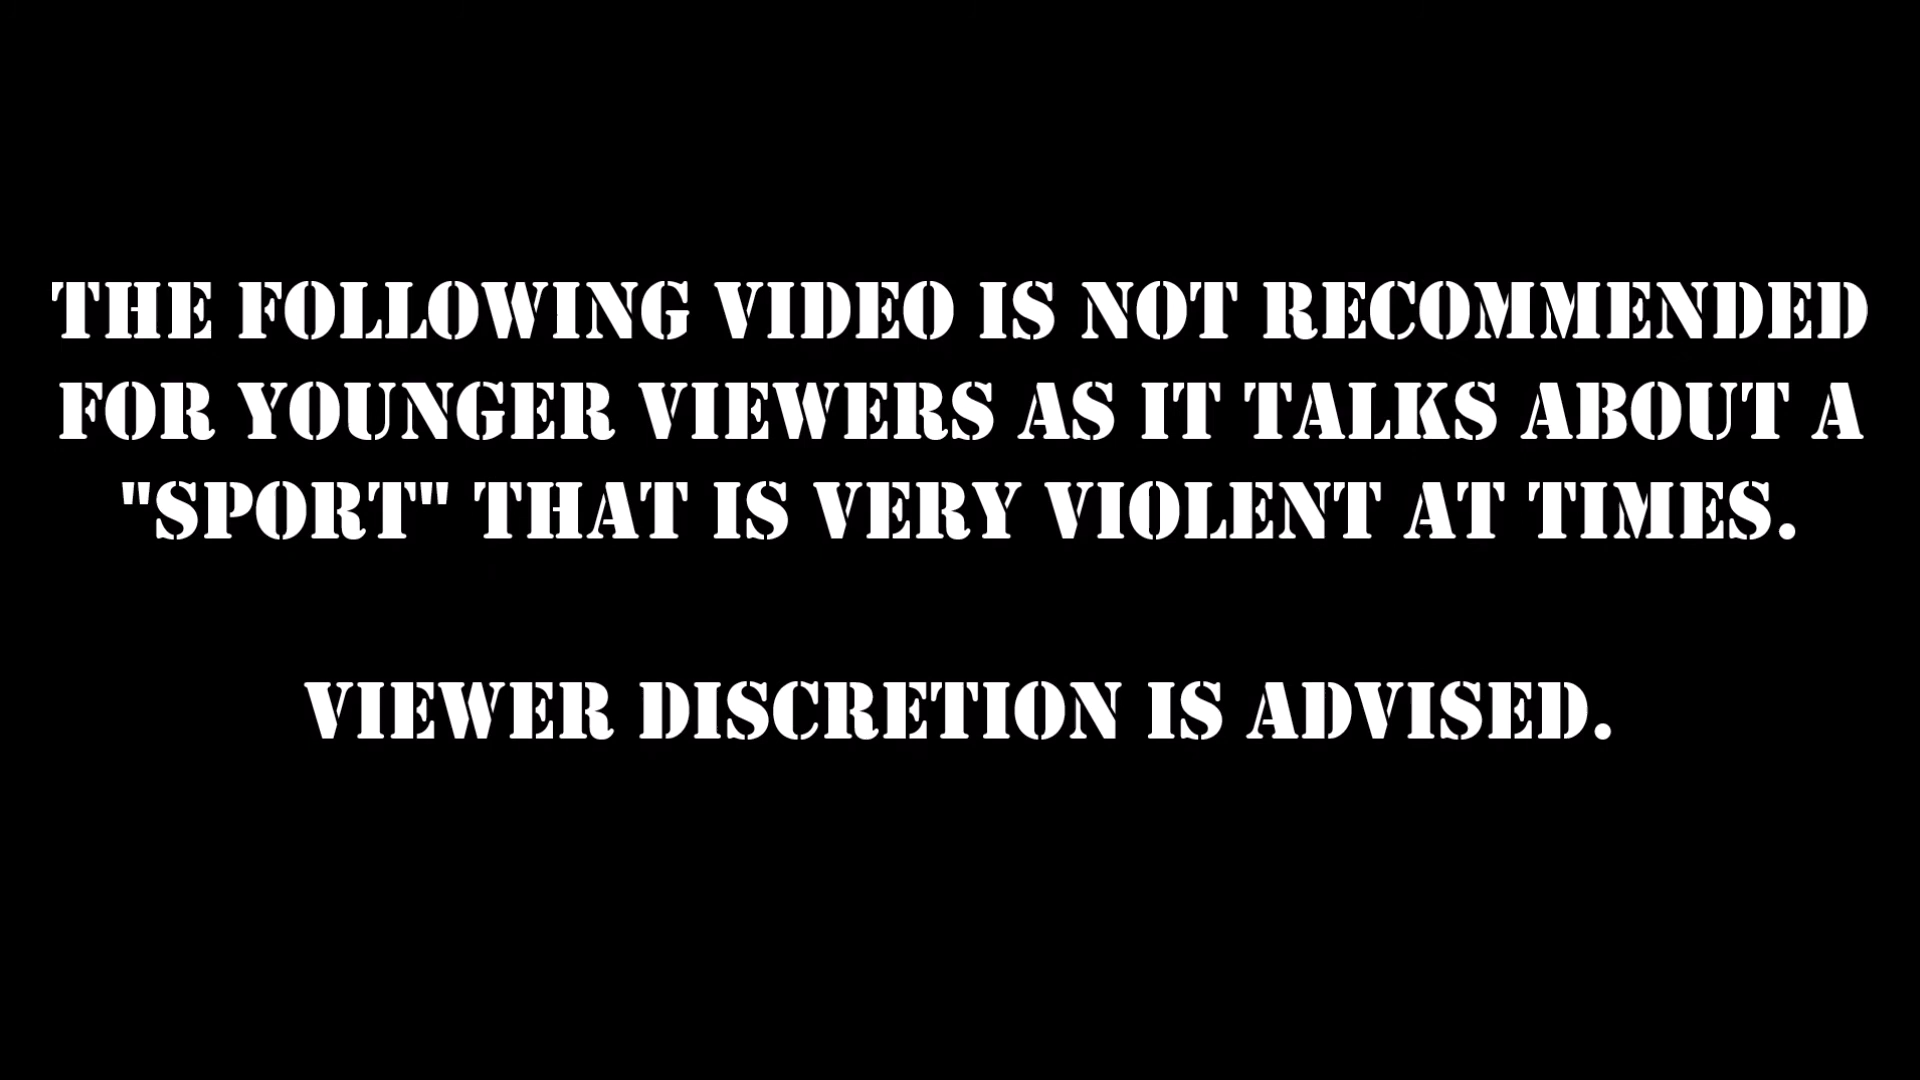 THE FOLLOWING VIDEO IS NOT RECOMMENDED
FOR YOUNGER VIEWERS AS IT TALKS ABOUT A
"SPORT" THAT IS VERY VIOLENT AT TIMES.
VIEWER DISCRETION IS ADVISED.